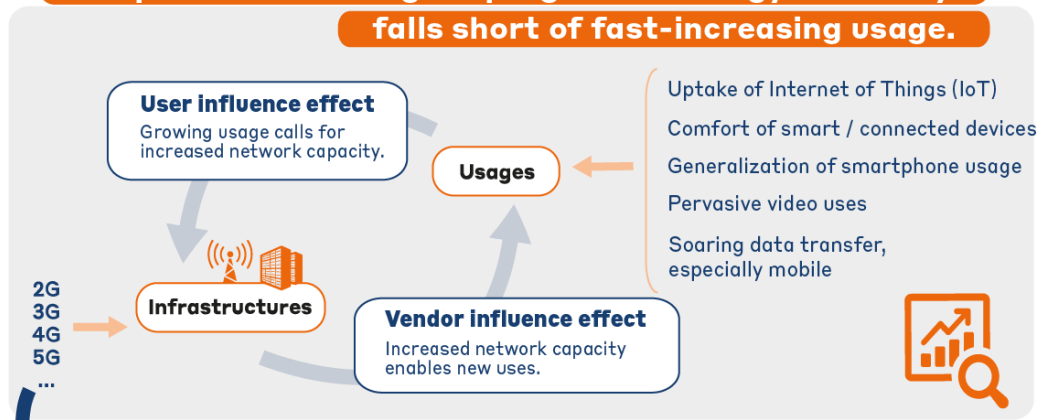 falls short of fast-increasing usage.
User influence effect
Growing usage calls for
increased network capacity.
Usages
Uptake of Internet of Things (IoT)
Comfort of smart / connected devices
Generalization of smartphone usage
Pervasive video uses
Soaring data transfer,
especially mobile
Infrastructures
2G
3G
4G
5G
...
Vendor influence effect
Increased network capacity
enables new uses.